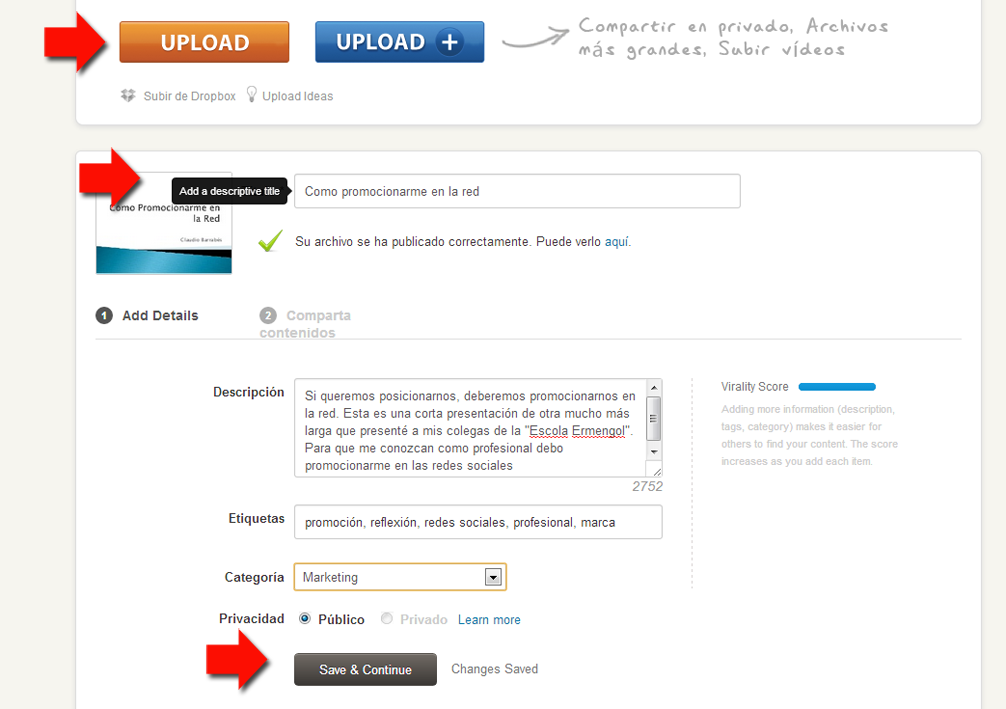 UPLOAD
UPLOAD +
Compartir en privado, Archivos
más grandes, Subir vídeos
Subir de Dropbox
Upload Ideas
Add a descriptive title
Como promocionarme en la red
Como Promocionarme en
la Red
Claudio Barrabés
Su archivo se ha publicado correctamente. Puede verlo aquí.
1 Add Details
2 Comparta
contenidos
Descripción
Si queremos posicionarnos, deberemos promocionarnos en
la red. Esta es una corta presentación de otra mucho más
larga que presenté a mis colegas de la "Escola Ermengol".
Para que me conozcan como profesional debo
promocionarme en las redes sociales
2752
Virality Score
Adding more information (description,
tags, category) makes it easier for
others to find your content. The score
increases as you add each item.
Etiquetas
promoción, reflexión, redes sociales, profesional, marca
Categoría
Marketing
Privacidad
Público
Privado
Learn more
Save & Continue
Changes Saved